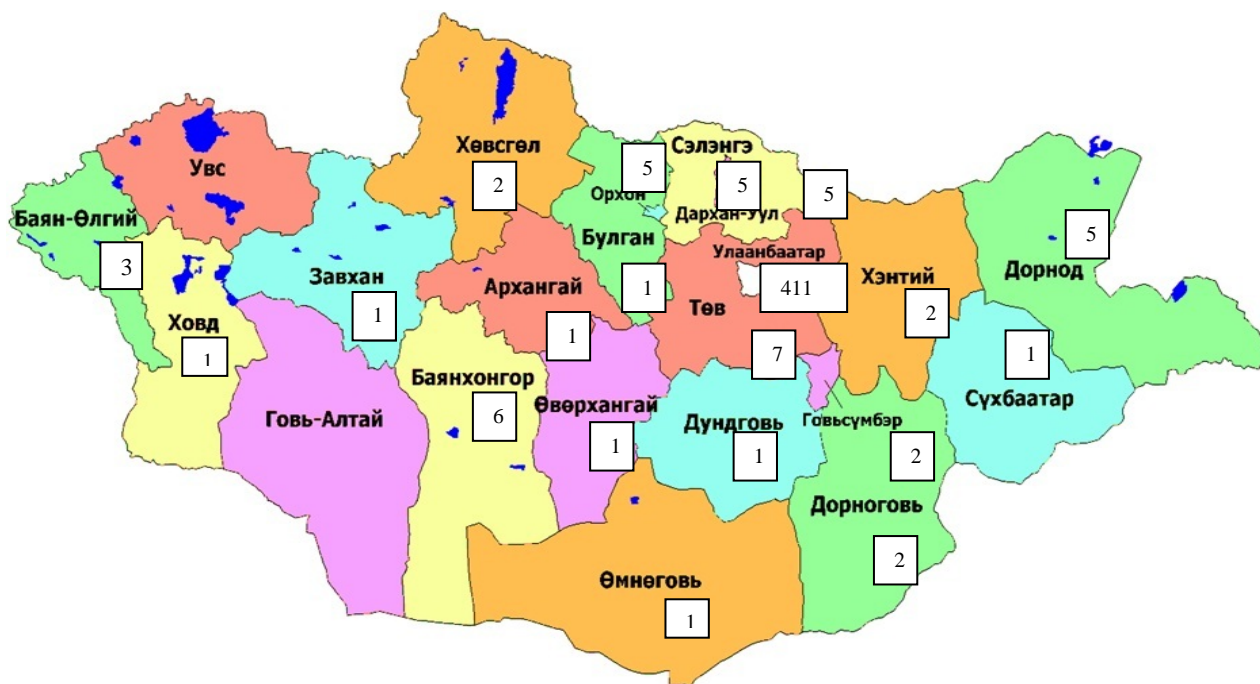 Хөвсгөл
2
Сэлэнгэ
5
5
5
Орхон
Дархан-Уул
Увс
Баян-Өлгий
3
Булган
1
Улаанбаатар
411
Завхан
1
Архангай
1
Төв
7
Хэнтий
2
Дорнод
5
Ховд
1
Говь-Алтай
Баянхонгор
6
Өвөрхангай
1
Дундговь
1
Говьсүмбэр
2
Сүхбаатар
1
Дорноговь
2
Өмнөговь
1